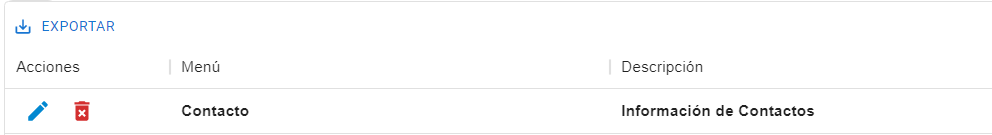 EXPORTAR
Acciones Menú Descripción
Contacto Información de Contactos